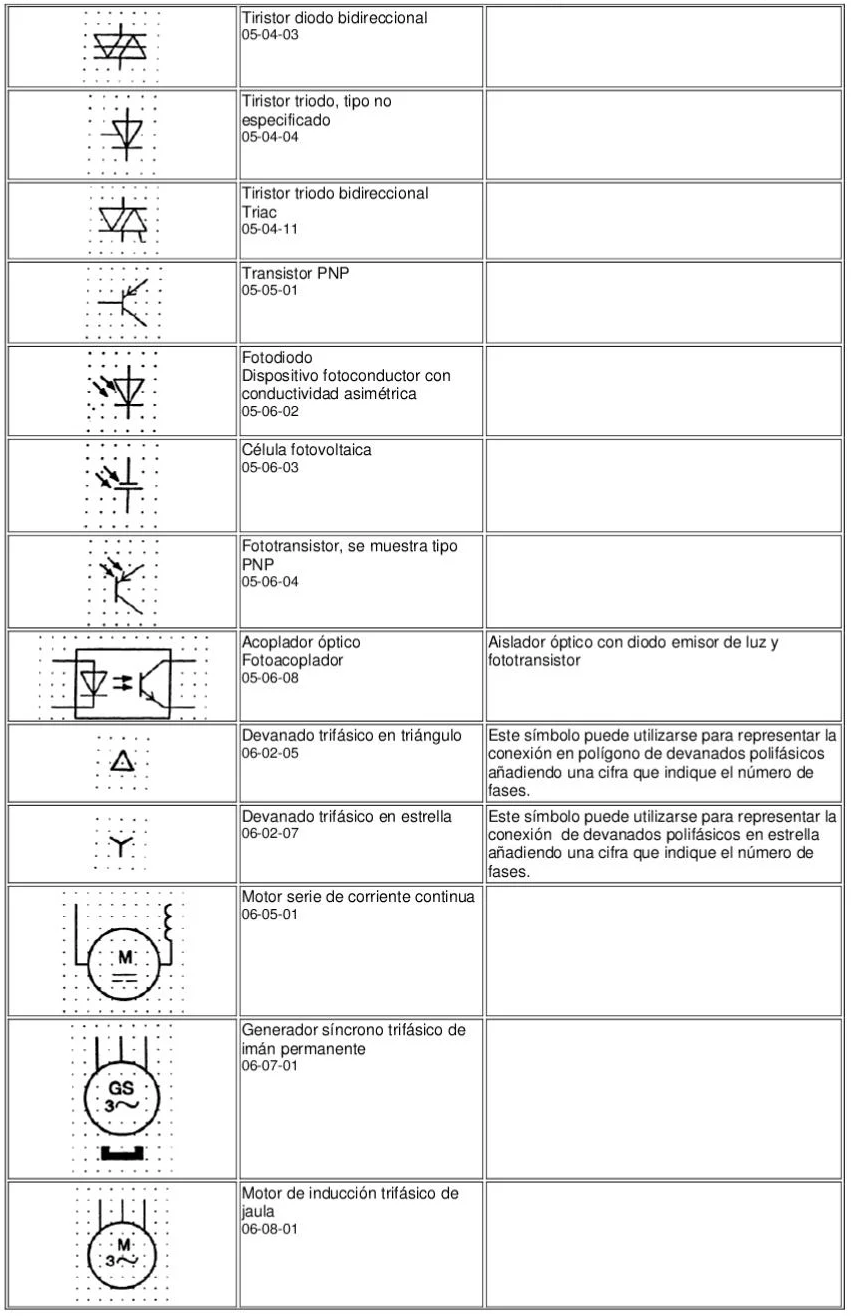 Tiristor diodo bidireccional
05-04-03
Tiristor triodo, tipo no
especificado
05-04-04
Tiristor triodo bidireccional
Triac
05-04-11
Transistor PNP
05-05-01
Fotodiodo
Dispositivo fotoconductor con
conductividad asimétrica
05-06-02
Célula fotovoltaica
05-06-03
Fototransistor, se muestra tipo
PNP
05-06-04
Acoplador óptico
Fotoacoplador
05-06-08
Aislador óptico con diodo emisor de luz y
fototransistor
Devanado trifásico en triángulo
06-02-05
Este símbolo puede utilizarse para representar la
conexión en polígono de devanados polifásicos
añadiendo una cifra que indique el número de
fases.
Devanado trifásico en estrella
06-02-07
Este símbolo puede utilizarse para representar la
conexión de devanados polifásicos en estrella
añadiendo una cifra que indique el número de
fases.
M
Motor serie de corriente continua
06-05-01
GS
3~
Generador síncrono trifásico de
imán permanente
06-07-01
M
3~
Motor de inducción trifásico de
jaula
06-08-01